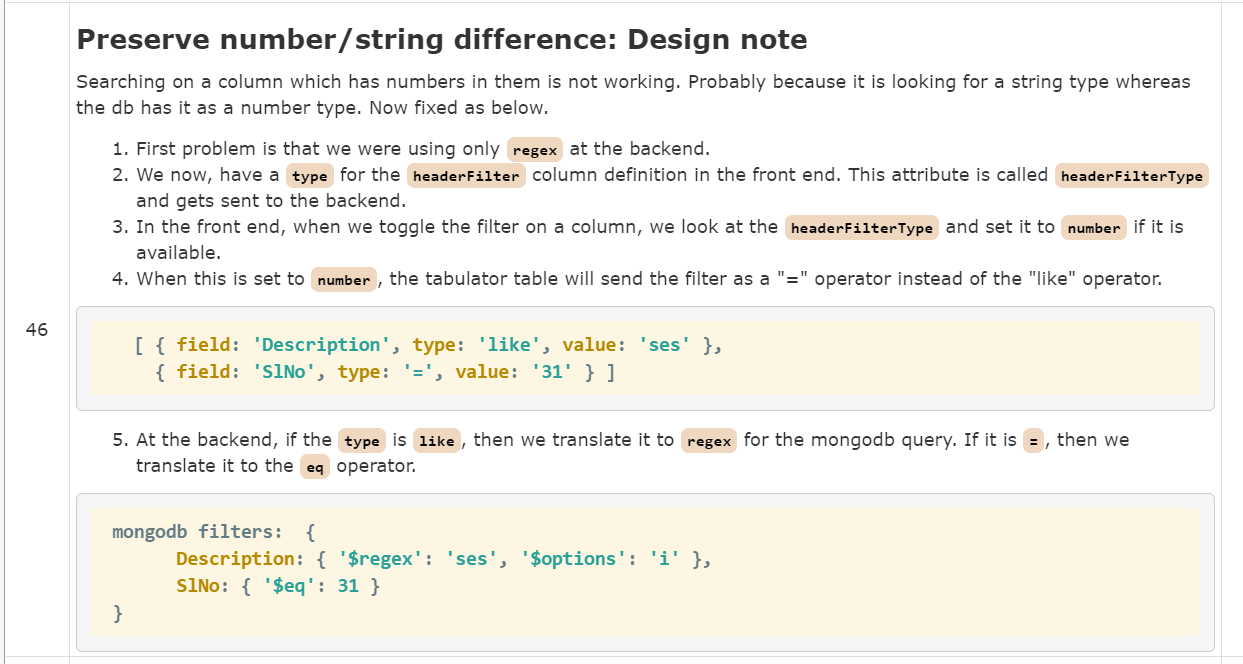 Preserve number/string difference: Design note
Searching on a column which has numbers in them is not working. Probably because it is looking for a string type whereas
the db has it as a number type. Now fixed as below.
1. First problem is that we were using only regex at the backend.
2. We now, have a type for the headerFilter column definition in the front end. This attribute is called headerFilterType
and gets sent to the backend.
3. In the front end, when we toggle the filter on a column, we look at the headerFilterType and set it to number if it is
available.
4. When this is set to number, the tabulator table will send the filter as a "=" operator instead of the "like" operator.
46
[ { field: 'Description', type: 'like', value: 'ses' },
{ field: 'SlNo', type: '=', value: '31' } ]
5. At the backend, if the type is like, then we translate it to regex for the mongodb query. If it is =, then we
translate it to the eq operator.
mongodb filters:  {
Description: { '$regex': 'ses', '$options': 'i' },
SlNo: { '$eq': 31 }
}